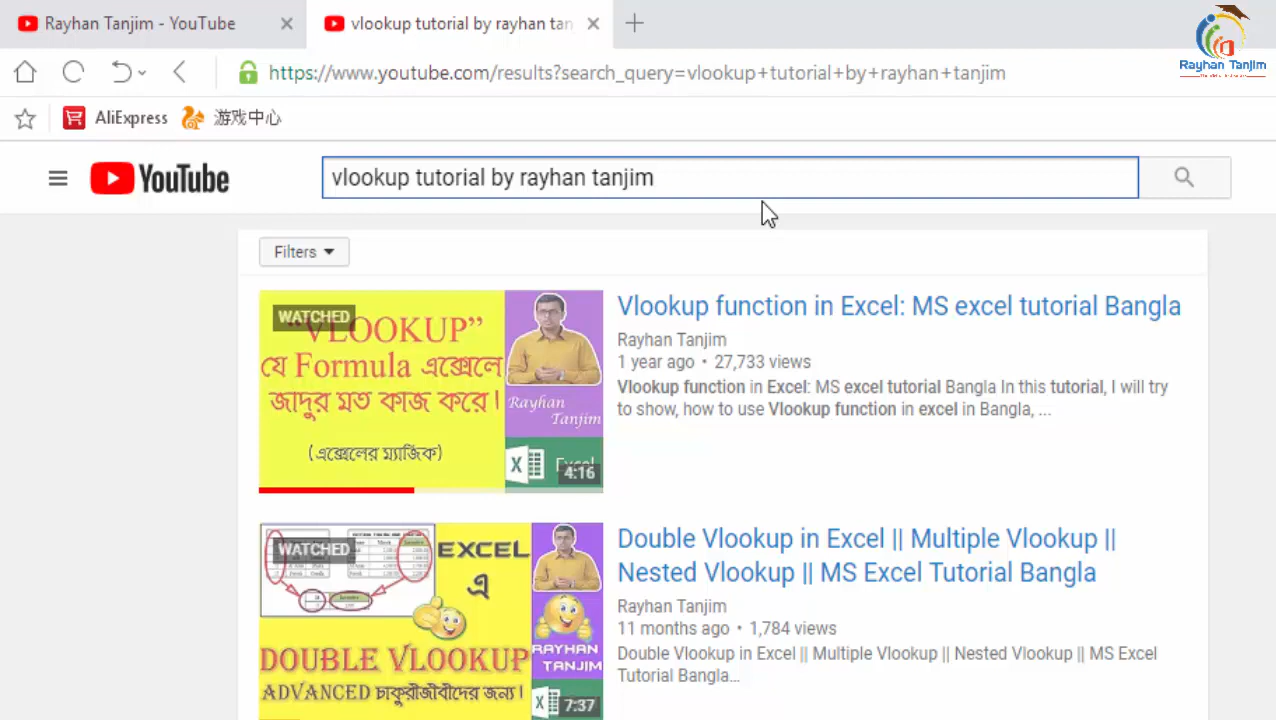 Rayhan Tanjim - YouTube
vlookup tutorial by rayhan tan
Rayhan Tanjim
https://www.youtube.com/results?search_query=vlookup+tutorial+by+rayhan+tanjim
AliExpress
游戏中心
YouTube
vlookup tutorial by rayhan tanjim
Filters
WATCHED
"VLOOKUP"
যে Formula এক্সেলে
জাদুর মত কাজ করে!
(এক্সেলের ম্যাজিক)
Rayhan
Tanjim
4:16
Vlookup function in Excel: MS excel tutorial Bangla
Rayhan Tanjim
1 year ago • 27,733 views
Vlookup function in Excel: MS excel tutorial Bangla In this tutorial, I will try
to show, how to use Vlookup function in excel in Bangla, ...
WATCHED
EXCEL
এ
DOUBLE VLOOKUP
ADVANCED চাকুরীজীবীদের জন্য!
RAYHAN
TANJIM
7:37
Double Vlookup in Excel || Multiple Vlookup ||
Nested Vlookup || MS Excel Tutorial Bangla
Rayhan Tanjim
11 months ago • 1,784 views
Double Vlookup in Excel || Multiple Vlookup || Nested Vlookup || MS Excel
Tutorial Bangla...